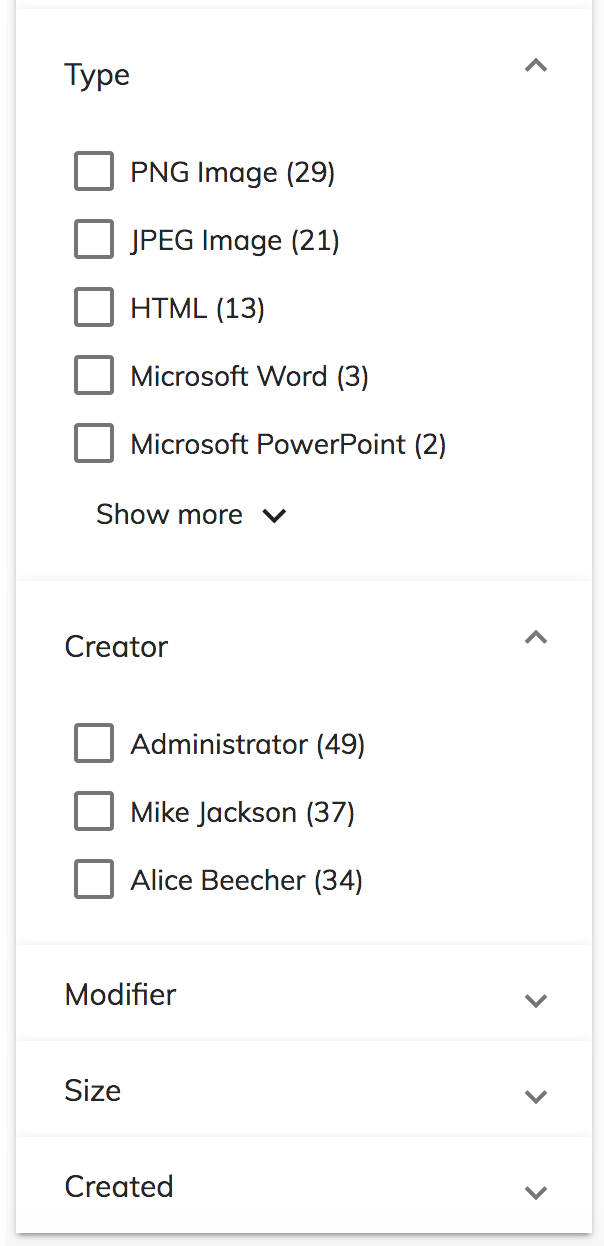 Type
PNG Image (29)
JPEG Image (21)
HTML (13)
Microsoft Word (3)
Microsoft PowerPoint (2)
Show more
Creator
Administrator (49)
Mike Jackson (37)
Alice Beecher (34)
Modifier
Size
Created